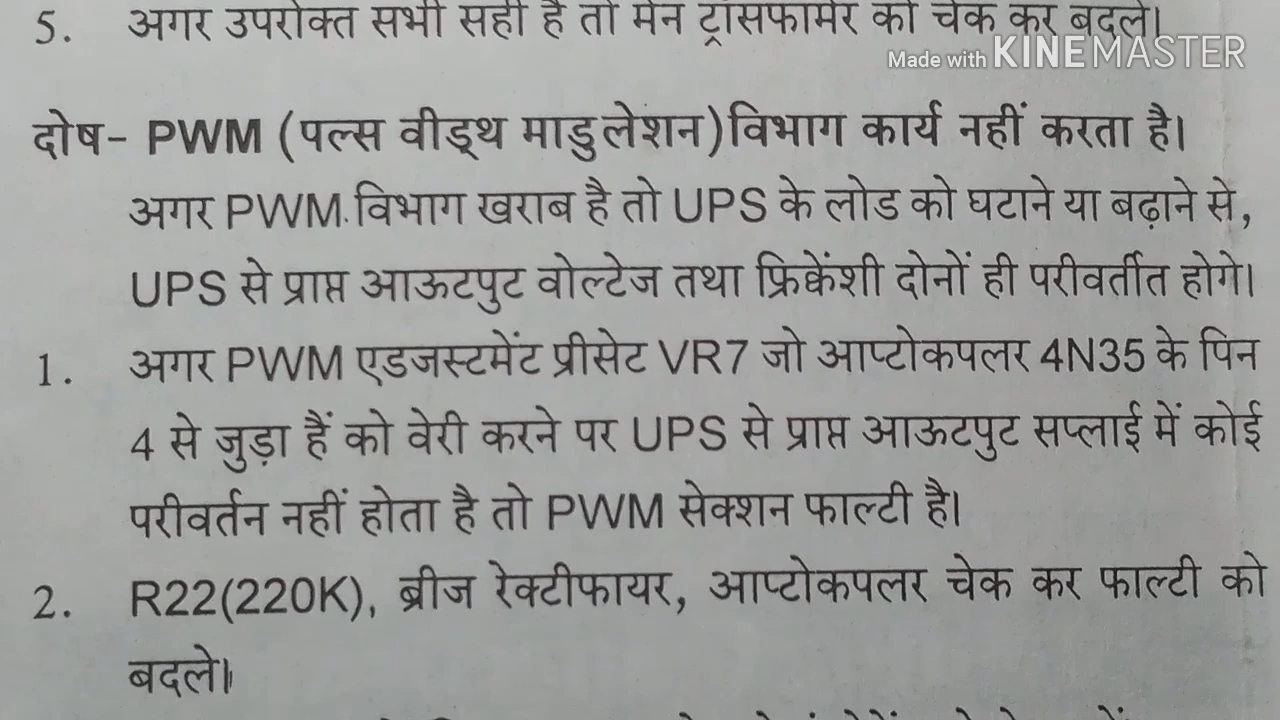 5. अगर उपरोक्त सभी सही है तो मेन ट्राँसफार्मर को चेक कर बदले।
Made with KINEMASTER
दोष- PWM (पल्स वीड्थ माडुलेशन)विभाग कार्य नहीं करता है।
अगर PWM विभाग खराब है तो UPS के लोड को घटाने या बढ़ाने से,
UPS से प्राप्त आऊटपुट वोल्टेज तथा फ्रिक्वेंशी दोनों ही परीवर्तीत होगे।
1. अगर PWM एडजस्टमेंट प्रीसेट VR7 जो आप्टोकपलर 4N35 के पिन
4 से जुड़ा हैं को वेरी करने पर UPS से प्राप्त आऊटपुट सप्लाई में कोई
परीवर्तन नहीं होता है तो PWM सेक्शन फाल्टी है।
2. R22(220K), ब्रीज रेक्टीफायर, आप्टोकपलर चेक कर फाल्टी को
बदले।